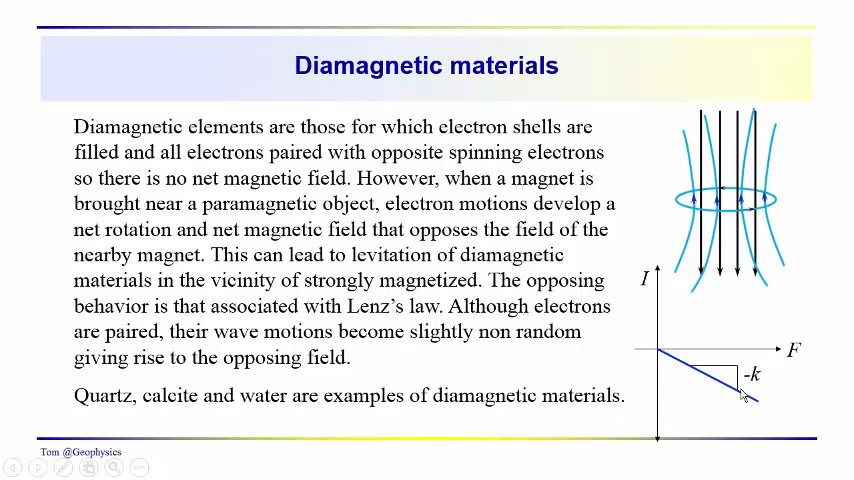 Diamagnetic materials
Diamagnetic elements are those for which electron shells are
filled and all electrons paired with opposite spinning electrons
so there is no net magnetic field. However, when a magnet is
brought near a paramagnetic object, electron motions develop a
net rotation and net magnetic field that opposes the field of the
nearby magnet. This can lead to levitation of diamagnetic
materials in the vicinity of strongly magnetized. The opposing
behavior is that associated with Lenz's law. Although electrons
are paired, their wave motions become slightly non random
giving rise to the opposing field.
Quartz, calcite and water are examples of diamagnetic materials.
I
F
-k
Tom @Geophysics